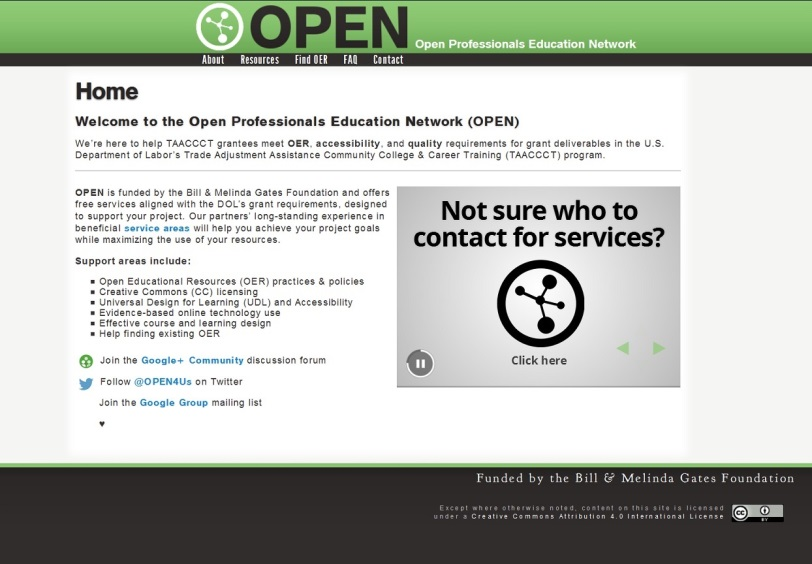 OPEN Open Professionals Education Network
About Resources Find OER FAQ Contact
Home
Welcome to the Open Professionals Education Network (OPEN)
We're here to help TAACCCT grantees meet OER, accessibility, and quality requirements for grant deliverables in the U.S.
Department of Labor's Trade Adjustment Assistance Community College & Career Training (TAACCCT) program.
OPEN is funded by the Bill & Melinda Gates Foundation and offers
free services aligned with the DOL's grant requirements, designed
to support your project. Our partners' long-standing experience in
beneficial service areas will help you achieve your project goals
while maximizing the use of your resources.
Support areas include:
Open Educational Resources (OER) practices & policies
Creative Commons (CC) licensing
Universal Design for Learning (UDL) and Accessibility
Evidence-based online technology use
Effective course and learning design
Help finding existing OER
Join the Google+ Community discussion forum
Follow @OPEN4Us on Twitter
Join the Google Group mailing list
♥
Not sure who to
contact for services?
Click here
Funded by the Bill & Melinda Gates Foundation
Except where otherwise noted, content on this site is licensed
under a Creative Commons Attribution 4.0 International License
cc BY